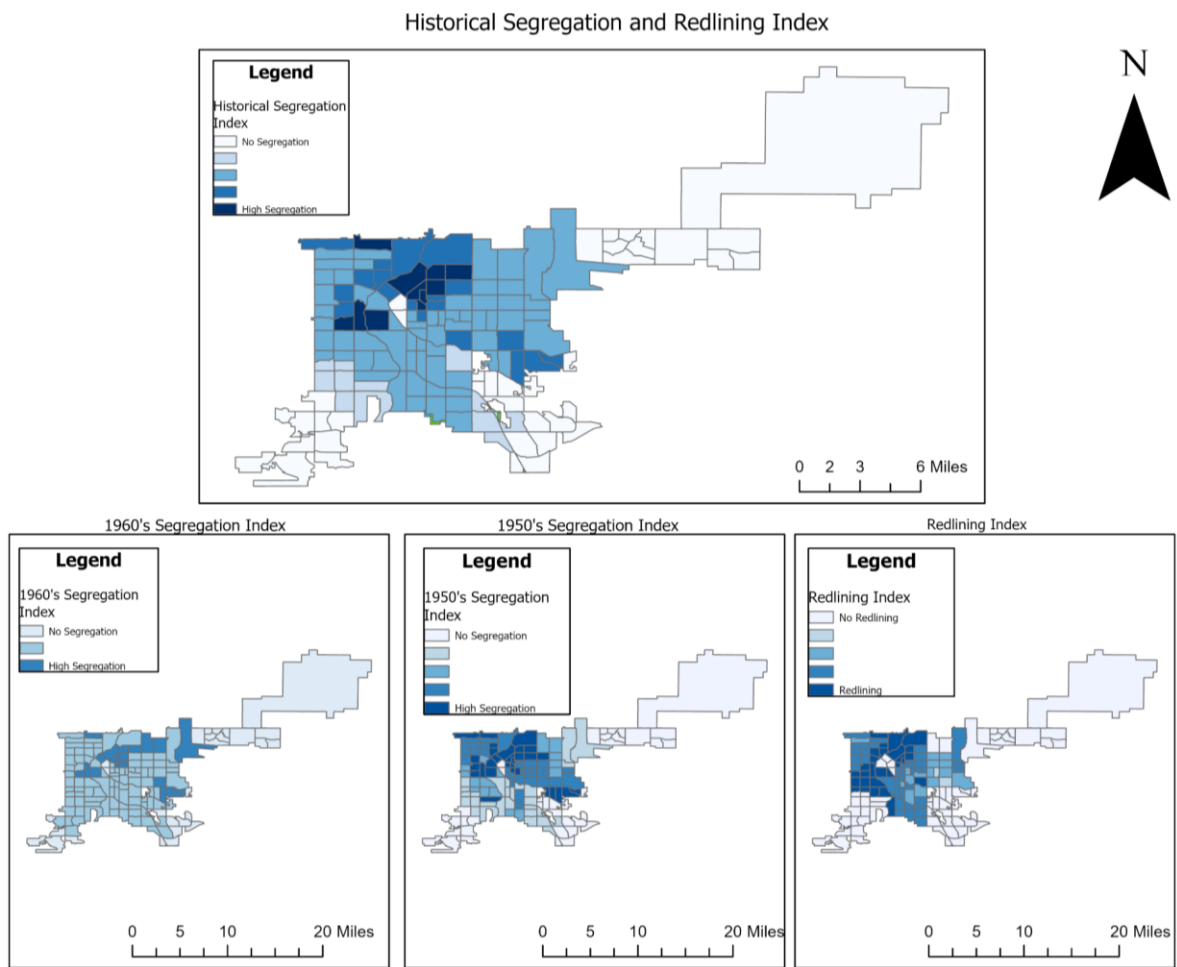 Historical Segregation and Redlining Index
N
Legend
Historical Segregation
Index
No Segregation
High Segregation
0 2 3 6 Miles
1960's Segregation Index
Legend
1960's Segregation
Index
No Segregation
High Segregation
0 5 10 20 Miles
1950's Segregation Index
Legend
1950's Segregation
Index
No Segregation
High Segregation
0 5 10 20 Miles
Redlining Index
Legend
Redlining Index
No Redlining
Redlining
0 5 10 20 Miles